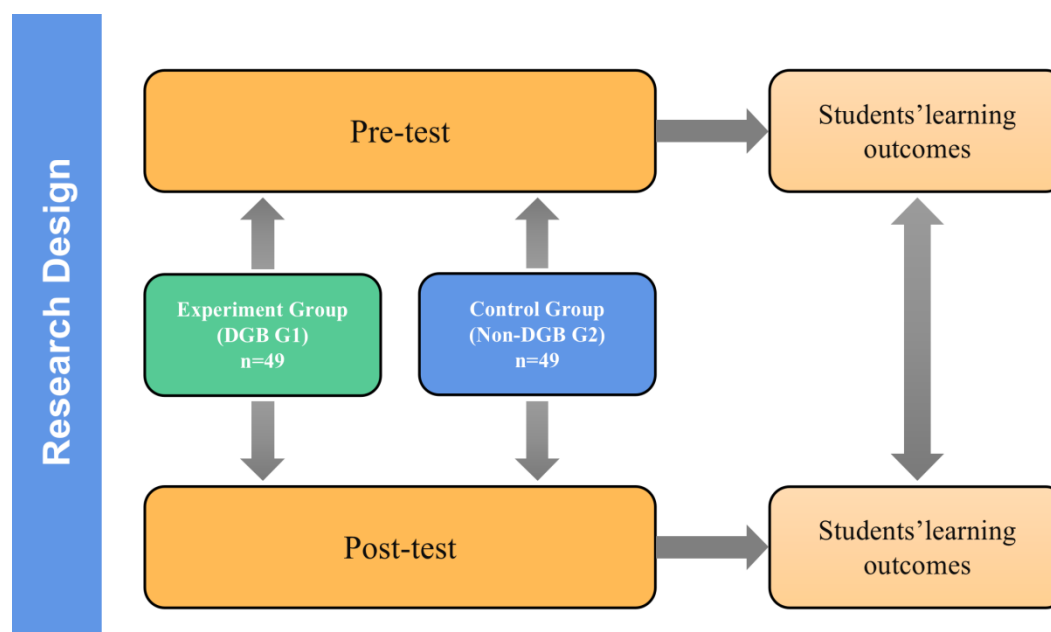 Research Design
Pre-test
Students’learning
outcomes
Experiment Group
(DGB G1)
n=49
Control Group
(Non-DGB G2)
n=49
Post-test
Students’learning
outcomes